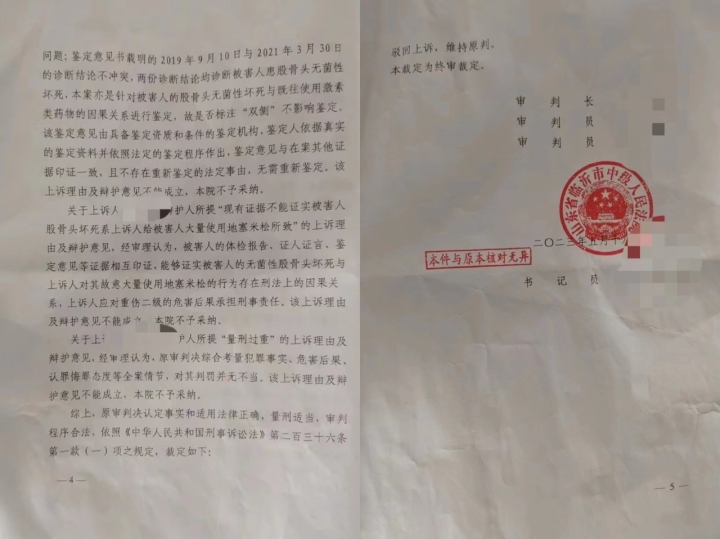 问题；鉴定意见书载明的2019年9月10日与2021年3月30日
的诊断结论不冲突，两份诊断结论均诊断被害人患股骨头无菌性
坏死，本案亦是针对被害人的股骨头无菌性坏死与既往使用激素
类药物的因果关系进行鉴定，故是否标注“双侧”不影响鉴定。
该鉴定意见由具备鉴定资质和条件的鉴定机构，鉴定人依据真实
的鉴定资料并依照法定的鉴定程序作出，鉴定意见与在案其他证
据印证一致，且不存在重新鉴定的法定事由，无需重新鉴定。该
上诉理由及辩护意见不能成立，本院不予采纳。
关于上诉人 护人所提“现有证据不能证实被害人
股骨头坏死系上诉人给被害人大量使用地塞米松所致”的上诉理
由及辩护意见，经审理认为，被害人的体检报告、证人证言、鉴
定意见等证据相互印证，能够证实被害人的无菌性股骨头坏死与
上诉人对其故意大量使用地塞米松的行为存在刑法上的因果关
系，上诉人应对重伤二级的危害后果承担刑事责任。该上诉理由
及辩护意见不能成立，本院不予采纳。
关于上 护人所提“量刑过重”的上诉理由及
辩护意见，经审理认为，原审判决综合考量犯罪事实、危害后果、
认罪悔罪态度等全案情节，对其判罚并无不当。该上诉理由及辩
护意见不能成立，本院不予采纳。
综上，原审判决认定事实和适用法律正确，量刑适当，审判
程序合法。依照《中华人民共和国刑事诉讼法》第二百三十六条
第一款（一）项之规定，裁定如下：
—4—
驳回上诉，维持原判。
本裁定为终审裁定。
审判长
审判员
审判员
山东省临沂市中级人民法院
二〇二三年五月十
本件与原本核对无异
书记员
—5—